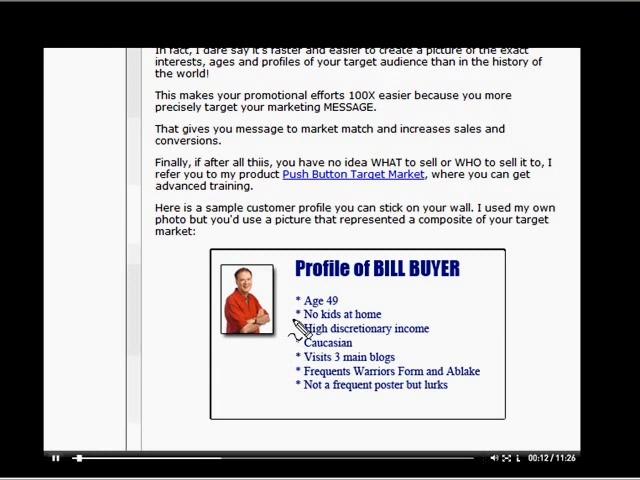 In fact, I dare say it's faster and easier to create a picture of the exact
interests, ages and profiles of your target audience than in the history of
the world!
This makes your promotional efforts 100X easier because you more
precisely target your marketing MESSAGE.
That gives you message to market match and increases sales and
conversions.
Finally, if after all thiis, you have no idea WHAT to sell or WHO to sell it to, I
refer you to my product Push Button Target Market, where you can get
advanced training.
Here is a sample customer profile you can stick on your wall. I used my own
photo but you'd use a picture that represented a composite of your target
market:
Profile of BILL BUYER
* Age 49
* No kids at home
* High discretionary income
* Caucasian
* Visits 3 main blogs
* Frequents Warriors Form and Ablake
* Not a frequent poster but lurks
00:12 / 11:26